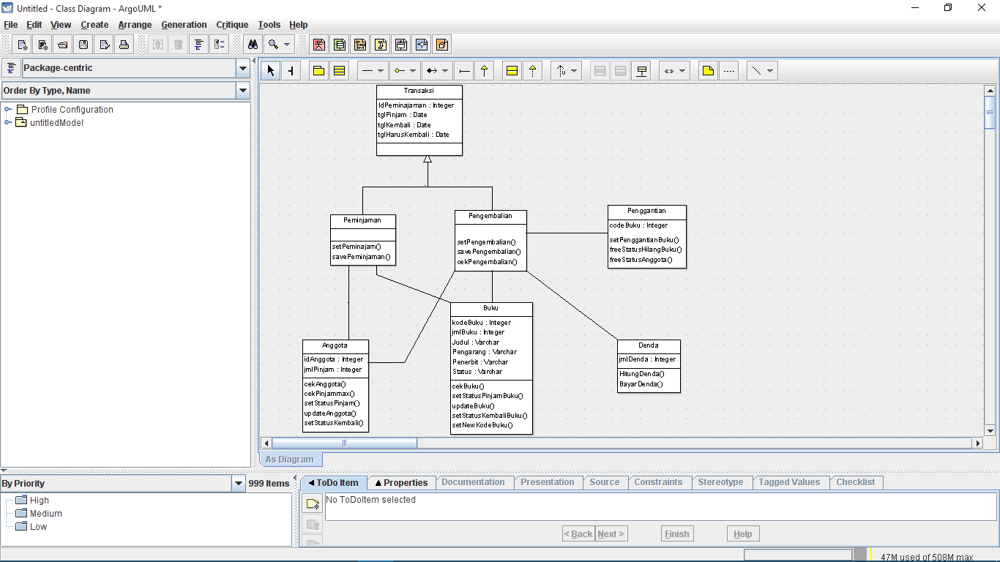 Untitled - Class Diagram - ArgoUML *
File Edit View Create Arrange Generation Critique Tools Help
Package-centric
Order By Type, Name
Profile Configuration
untitledModel
Transaksi
IdPeminajaman : Integer
tglPinjam : Date
tglKembali : Date
tglHarusKembali : Date
Peminjaman
setPeminajam()
savePeminjaman()
Pengembalian
setPengembalian()
savePengembalian()
cekPengembalian()
Penggantian
codeBuku : Integer
setPenggantianBuku()
freeStatusHilangBuku()
freeStatusAnggota()
Anggota
idAnggota : Integer
jmlPinjam : Integer
cekAnggota()
cekPinjammax()
setStatusPinjam()
updateAnggota()
setStatusKembali()
Buku
kodeBuku : Integer
jmlBuku : Integer
Judul : Varchar
Pengarang : Varchar
Penerbit : Varchar
Status : Varchar
cekBuku()
setStatusPinjamBuku()
updateBuku()
setStatusKembaliBuku()
setNewKodeBuku()
Denda
jmlDenda : Integer
HitungDenda()
BayarDenda()
As Diagram
By Priority
999 Items
High
Medium
Low
ToDo Item Properties Documentation Presentation Source Constraints Stereotype Tagged Values Checklist
No ToDoItem selected
< Back Next > Finish Help
47M used of 508M max